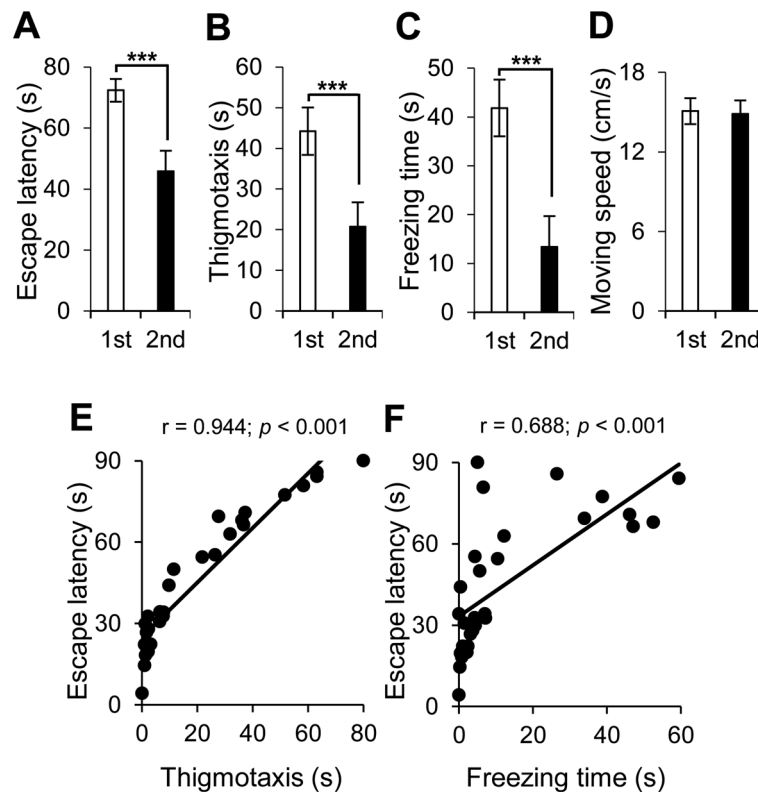 A
Escape latency (s)
80
60
40
20
0
***
1st 2nd
B
Thigmotaxis (s)
60
50
40
30
20
10
0
***
1st 2nd
C
Freezing time (s)
50
40
30
20
10
0
***
1st 2nd
D
Moving speed (cm/s)
18
12
6
0
1st 2nd
E
r = 0.944; p < 0.001
Escape latency (s)
90
60
30
0
0 20 40 60 80
Thigmotaxis (s)
F
r = 0.688; p < 0.001
Escape latency (s)
90
60
30
0
0 20 40 60
Freezing time (s)